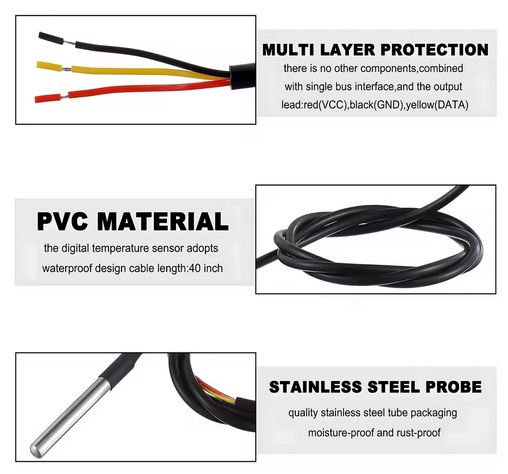 MULTI LAYER PROTECTION
there is no other components,combined
with single bus interface,and the output
lead:red(VCC),black(GND),yellow(DATA)
PVC MATERIAL
the digital temperature sensor adopts
waterproof design cable length:40 inch
STAINLESS STEEL PROBE
quality stainless steel tube packaging
moisture-proof and rust-proof